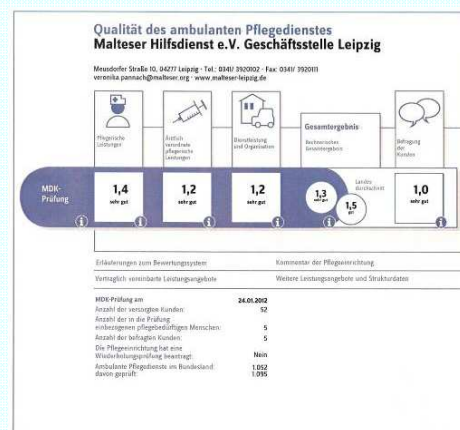 Qualität des ambulanten Pflegedienstes
Malteser Hilfsdienst e.V. Geschäftsstelle Leipzig
Meusdorfer Straße 10, 04277 Leipzig · Tel.: 0341/ 3920102 · Fax: 0341/ 3920111
veronika.pannach@malteser.org · www.malteser-leipzig.de
Pflegerische
Leistungen
Ärztlich
verordnete
pflegerische
Leistungen
Dienstleistung
und Organisation
Gesamtergebnis
Rechnerisches
Gesamtergebnis
Befragung
der
Kunden
MDK-
Prüfung
1,4
sehr gut
1,2
sehr gut
1,2
sehr gut
1,3
sehr gut
Landes
durchschnitt
1,5
gut
1,0
sehr gut
Erläuterungen zum Bewertungssystem
Kommentar der Pflegeeinrichtung
Vertraglich vereinbarte Leistungsangebote
Weitere Leistungsangebote und Strukturdaten
MDK-Prüfung am 24.01.2012
Anzahl der versorgten Kunden: 52
Anzahl der in die Prüfung
einbezogenen pflegebedürftigen Menschen: 5
Anzahl der befragten Kunden: 5
Die Pflegeeinrichtung hat eine
Wiederholungsprüfung beantragt: Nein
Ambulante Pflegedienste im Bundesland: 1.052
davon geprüft: 1.095